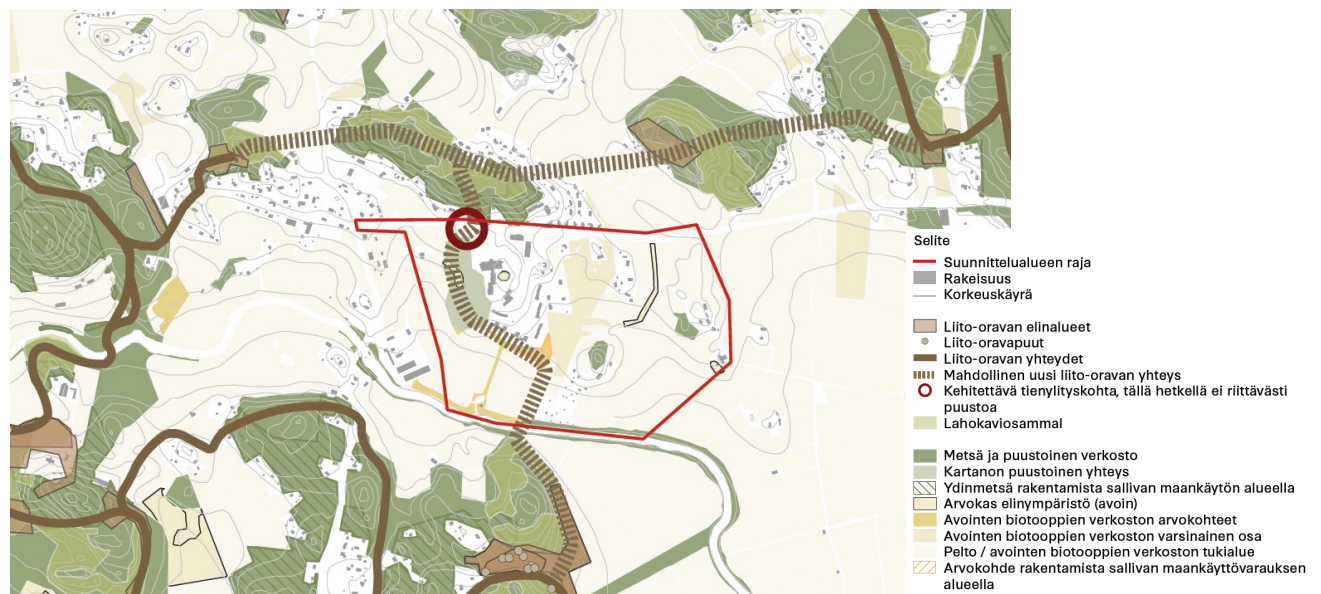 Selite
Suunnittelualueen raja
Rakeisuus
Korkeuskäyrä
Liito-oravan elinalueet
Liito-oravapuut
Liito-oravan yhteydet
Mahdollinen uusi liito-oravan yhteys
Kehitettävä tienylityskohta, tällä hetkellä ei riittävästi
puustoa
Lahokaviosammal
Metsä ja puustoinen verkosto
Kartanon puustoinen yhteys
Ydinmetsä rakentamista sallivan maankäytön alueella
Arvokas elinympäristö (avoin)
Avointen biotooppien verkoston arvokohteet
Avointen biotooppien verkoston varsinainen osa
Pelto / avointen biotooppien verkoston tukialue
Arvokohde rakentamista sallivan maankäyttövarauksen
alueella